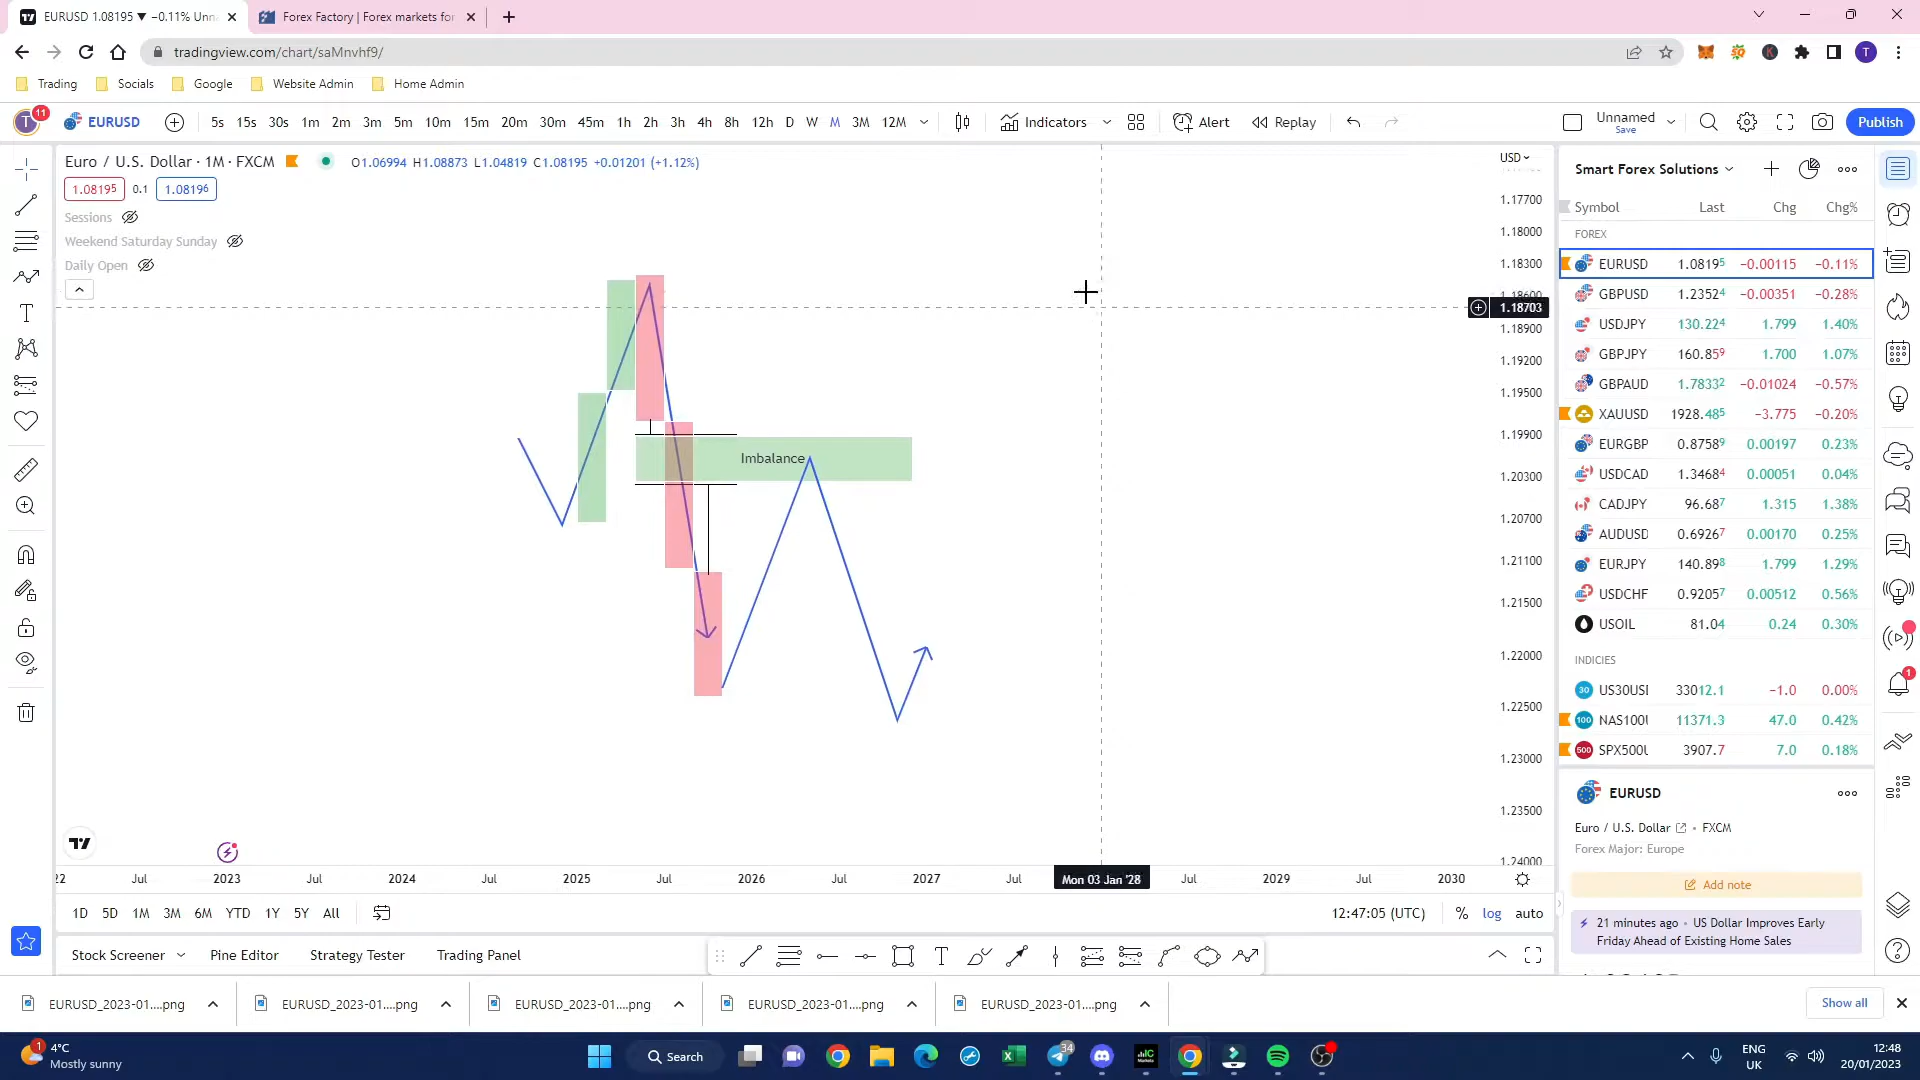 EURUSD 1.08195 ▼ −0.11% Unn
Forex Factory | Forex markets for
tradingview.com/chart/saMnvhf9/
K
T
Trading
Socials
Google
Website Admin
Home Admin
T
11
EURUSD
5s 15s 30s 1m 2m 3m 5m 10m 15m 20m 30m 45m 1h 2h 3h 4h 8h 12h D W M 3M 12M
Indicators
Alert
Replay
Unnamed
Save
Publish
Euro / U.S. Dollar · 1M · FXCM
O1.06994 H1.08873 L1.04819 C1.08195 +0.01201 (+1.12%)
1.08195 0.1 1.08196
Sessions
Weekend Saturday Sunday
Daily Open
Imbalance
USD
1.17700
1.18000
1.18300
1.18600
1.18703
1.18900
1.19200
1.19500
1.19900
1.20300
1.20700
1.21100
1.21500
1.22000
1.22500
1.23000
1.23500
1.24000
22 Jul 2023 Jul 2024 Jul 2025 Jul 2026 Jul 2027 Jul Mon 03 Jan '28 Jul 2029 Jul 2030
1D 5D 1M 3M 6M YTD 1Y 5Y All
12:47:05 (UTC) % log auto
Stock Screener
Pine Editor
Strategy Tester
Trading Panel
Smart Forex Solutions
Symbol Last Chg Chg%
FOREX
EURUSD 1.08195 −0.00115 −0.11%
GBPUSD 1.23524 −0.00351 −0.28%
USDJPY 130.224 1.799 1.40%
GBPJPY 160.859 1.700 1.07%
GBPAUD 1.78332 −0.01024 −0.57%
XAUUSD 1928.485 −3.775 −0.20%
EURGBP 0.87589 0.00197 0.23%
USDCAD 1.34684 0.00051 0.04%
CADJPY 96.687 1.315 1.38%
AUDUSD 0.69267 0.00170 0.25%
EURJPY 140.898 1.799 1.29%
USDCHF 0.92057 0.00512 0.56%
USOIL 81.04 0.24 0.30%
INDICIES
30 US30USI 33012.1 −1.0 0.00%
100 NAS100U 11371.3 47.0 0.42%
500 SPX500U 3907.7 7.0 0.18%
EURUSD
Euro / U.S. Dollar • FXCM
Forex Major: Europe
Add note
21 minutes ago • US Dollar Improves Early
Friday Ahead of Existing Home Sales
1
EURUSD_2023-01....png
EURUSD_2023-01....png
EURUSD_2023-01....png
EURUSD_2023-01....png
EURUSD_2023-01....png
Show all
1
4°C
Mostly sunny
Search
34
ENG
UK
12:48
20/01/2023